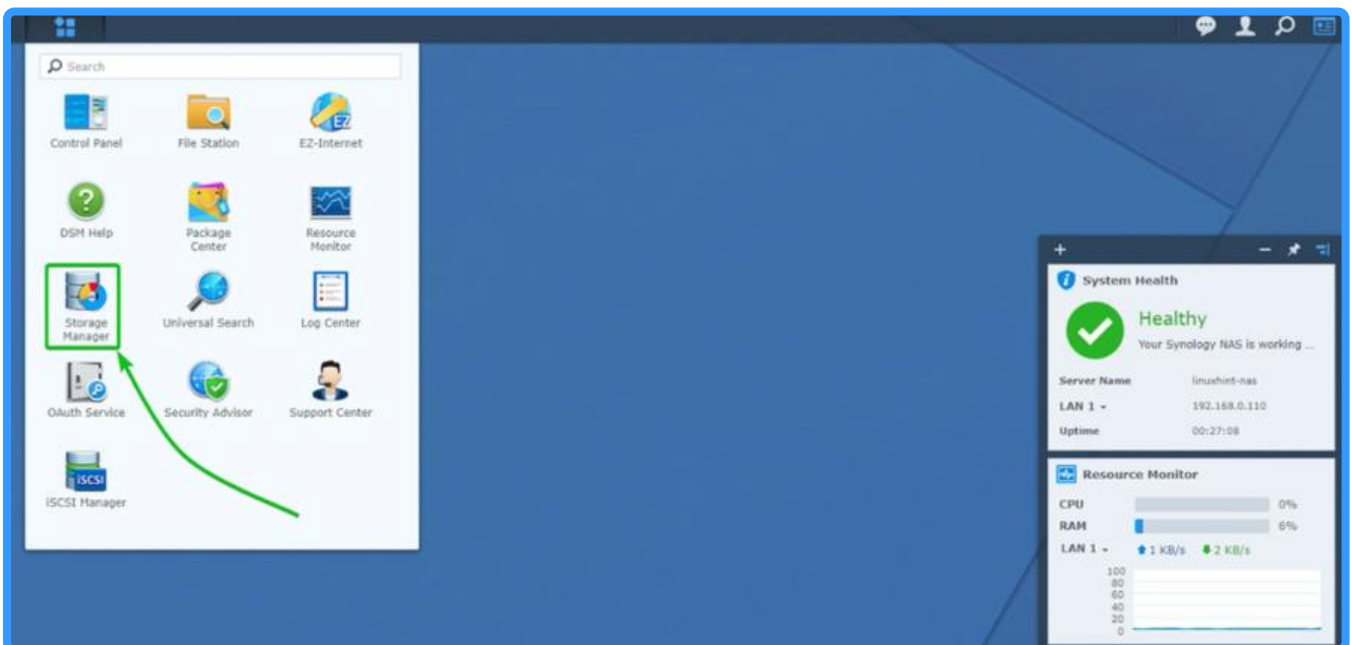 Search
Control Panel
File Station
EZ-Internet
EZ
DSM Help
Package
Center
Resource
Monitor
Storage
Manager
Universal Search
Log Center
OAuth Service
Security Advisor
Support Center
iSCSI
iSCSI Manager
System Health
Healthy
Your Synology NAS is working ...
Server Name linuxhint-nas
LAN 1 192.168.0.110
Uptime 00:27:08
Resource Monitor
CPU 0%
RAM 6%
LAN 1 1 KB/s 2 KB/s
100
80
60
40
20
0